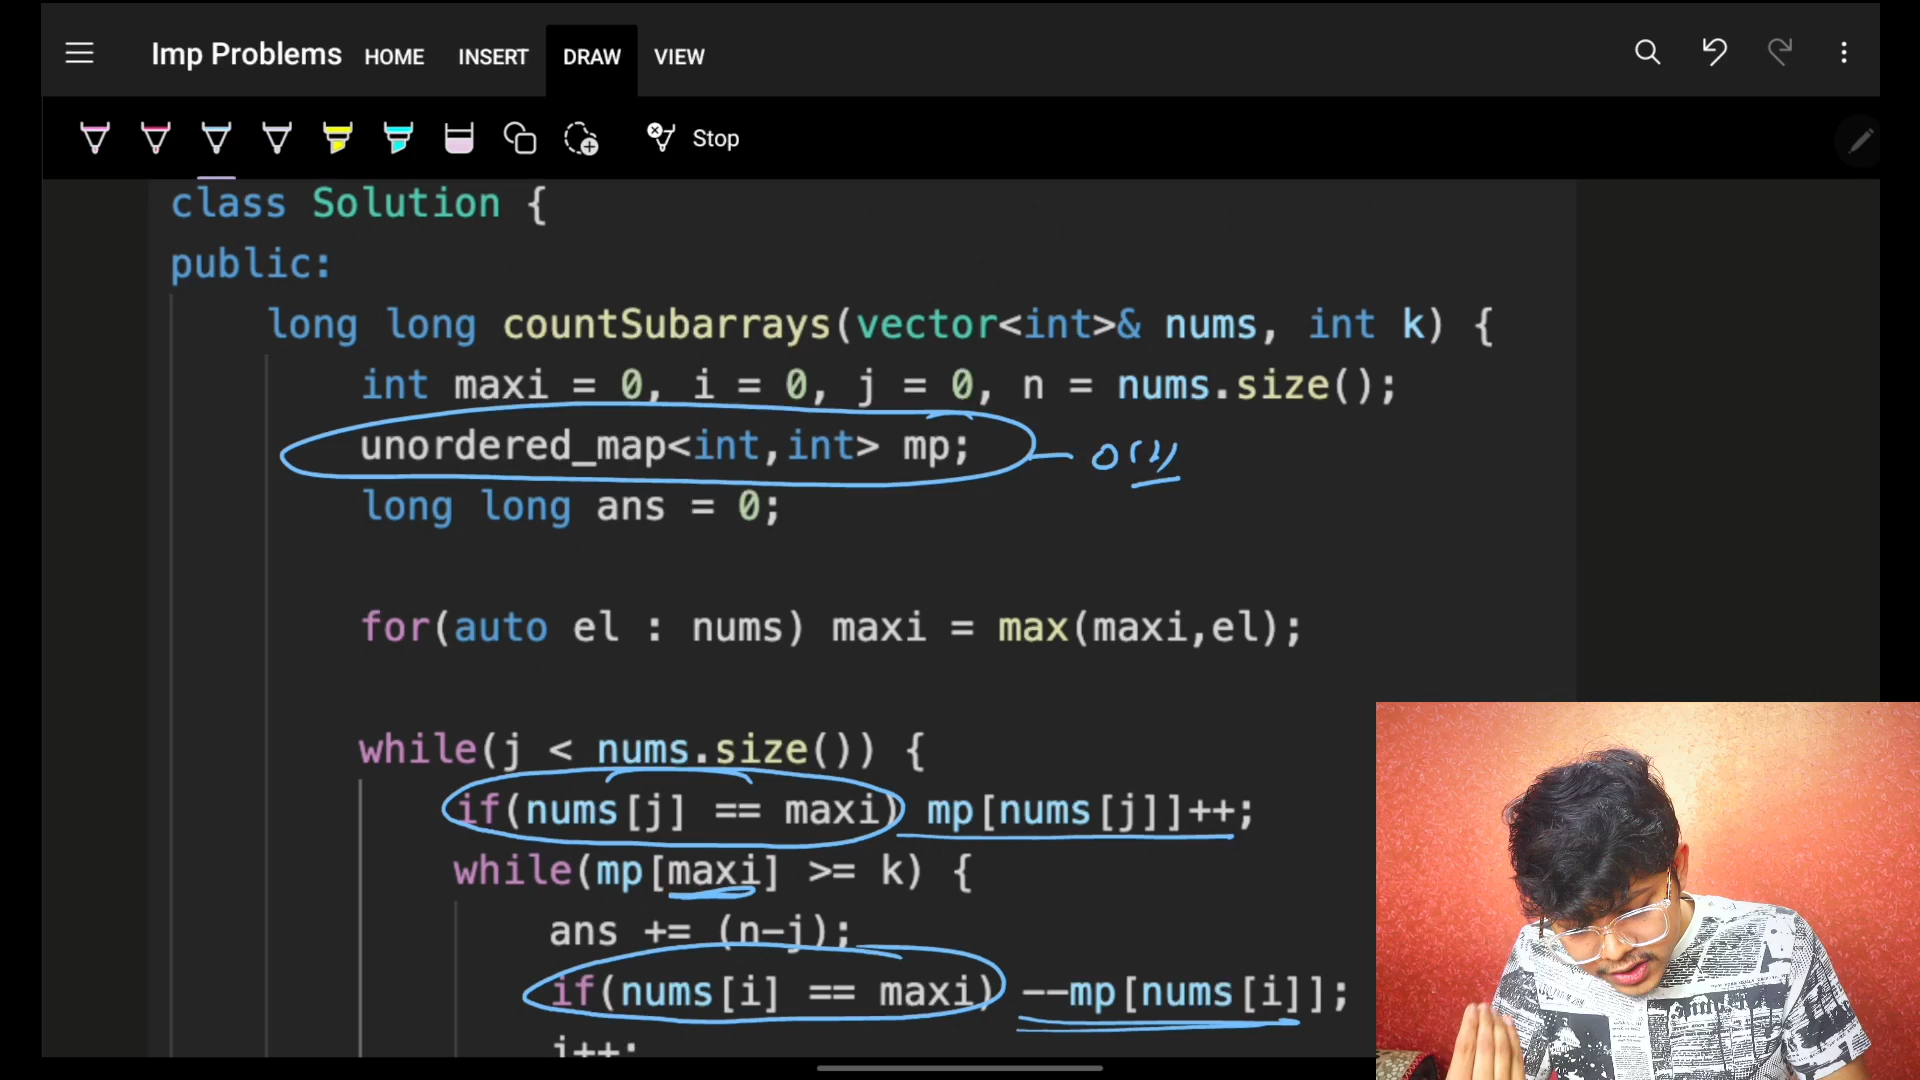 Imp Problems HOME INSERT DRAW VIEW
Stop
class Solution {
public:
long long countSubarrays(vector<int>& nums, int k) {
int maxi = 0, i = 0, j = 0, n = nums.size();
unordered_map<int,int> mp;
long long ans = 0;
for(auto el : nums) maxi = max(maxi,el);
while(j < nums.size()) {
if(nums[j] == maxi) mp[nums[j]]++;
while(mp[maxi] >= k) {
ans += (n-j);
if(nums[i] == maxi) --mp[nums[i]];
i++;